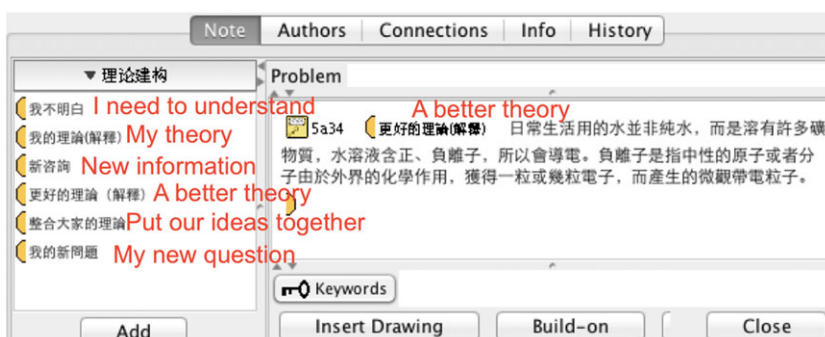 Note Authors Connections Info History
▼ 理论建构
我不明白 I need to understand
我的理論(解釋) My theory
新咨詢 New information
更好的理論（解釋） A better theory
整合大家的理論 Put our ideas together
我的新問題 My new question
Add
Problem
A better theory
5a34 更好的理論(解釋) 日常生活用的水並非純水，而是溶有許多礦
物質，水溶液含正、負離子，所以會導電。負離子是指中性的原子或者分
子由於外界的化學作用，獲得一粒或幾粒電子，而產生的微觀帶電粒子。
Keywords
Insert Drawing Build-on Close